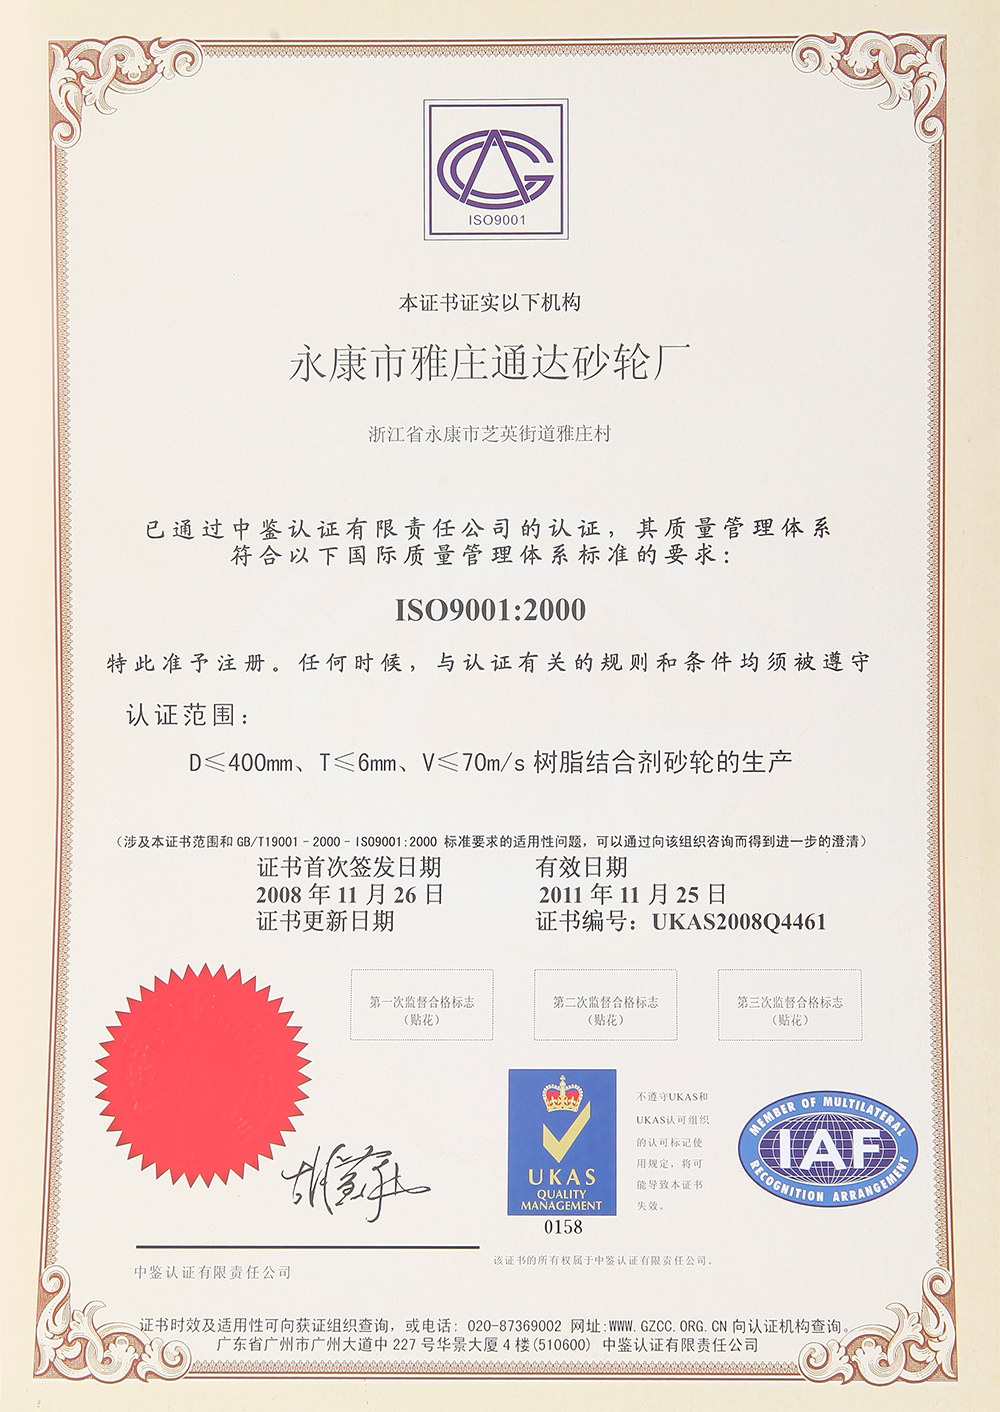 ISO9001
本证书证实以下机构
永康市雅庄通达砂轮厂
浙江省永康市芝英街道雅庄村
已通过中鉴认证有限责任公司的认证，其质量管理体系
符合以下国际质量管理体系标准的要求：
ISO9001:2000
特此准予注册。任何时候，与认证有关的规则和条件均须被遵守
认证范围：
D≤400mm、T≤6mm、V≤70m/s 树脂结合剂砂轮的生产
（涉及本证书范围和 GB/T19001－2000－ISO9001:2000 标准要求的适用性问题，可以通过向该组织咨询而得到进一步的澄清）
证书首次签发日期 有效日期
2008 年 11 月 26 日 2011 年 11 月 25 日
证书更新日期 证书编号：UKAS2008Q4461
第一次监督合格标志
（贴花）
第二次监督合格标志
（贴花）
第三次监督合格标志
（贴花）
UKAS
QUALITY
MANAGEMENT
0158
不遵守UKAS和
UKAS认可组织
的认可标记使
用规定，将可
能导致本证书
失效。
MEMBER OF MULTILATERAL
IAF
RECOGNITION ARRANGEMENT
中鉴认证有限责任公司
该证书的所有权属于中鉴认证有限责任公司。
证书时效及适用性可向获证组织查询，或电话: 020-87369002 网址:WWW.GZCC.ORG.CN 向认证机构查询。
广东省广州市广州大道中 227 号华景大厦 4 楼(510600) 中鉴认证有限责任公司